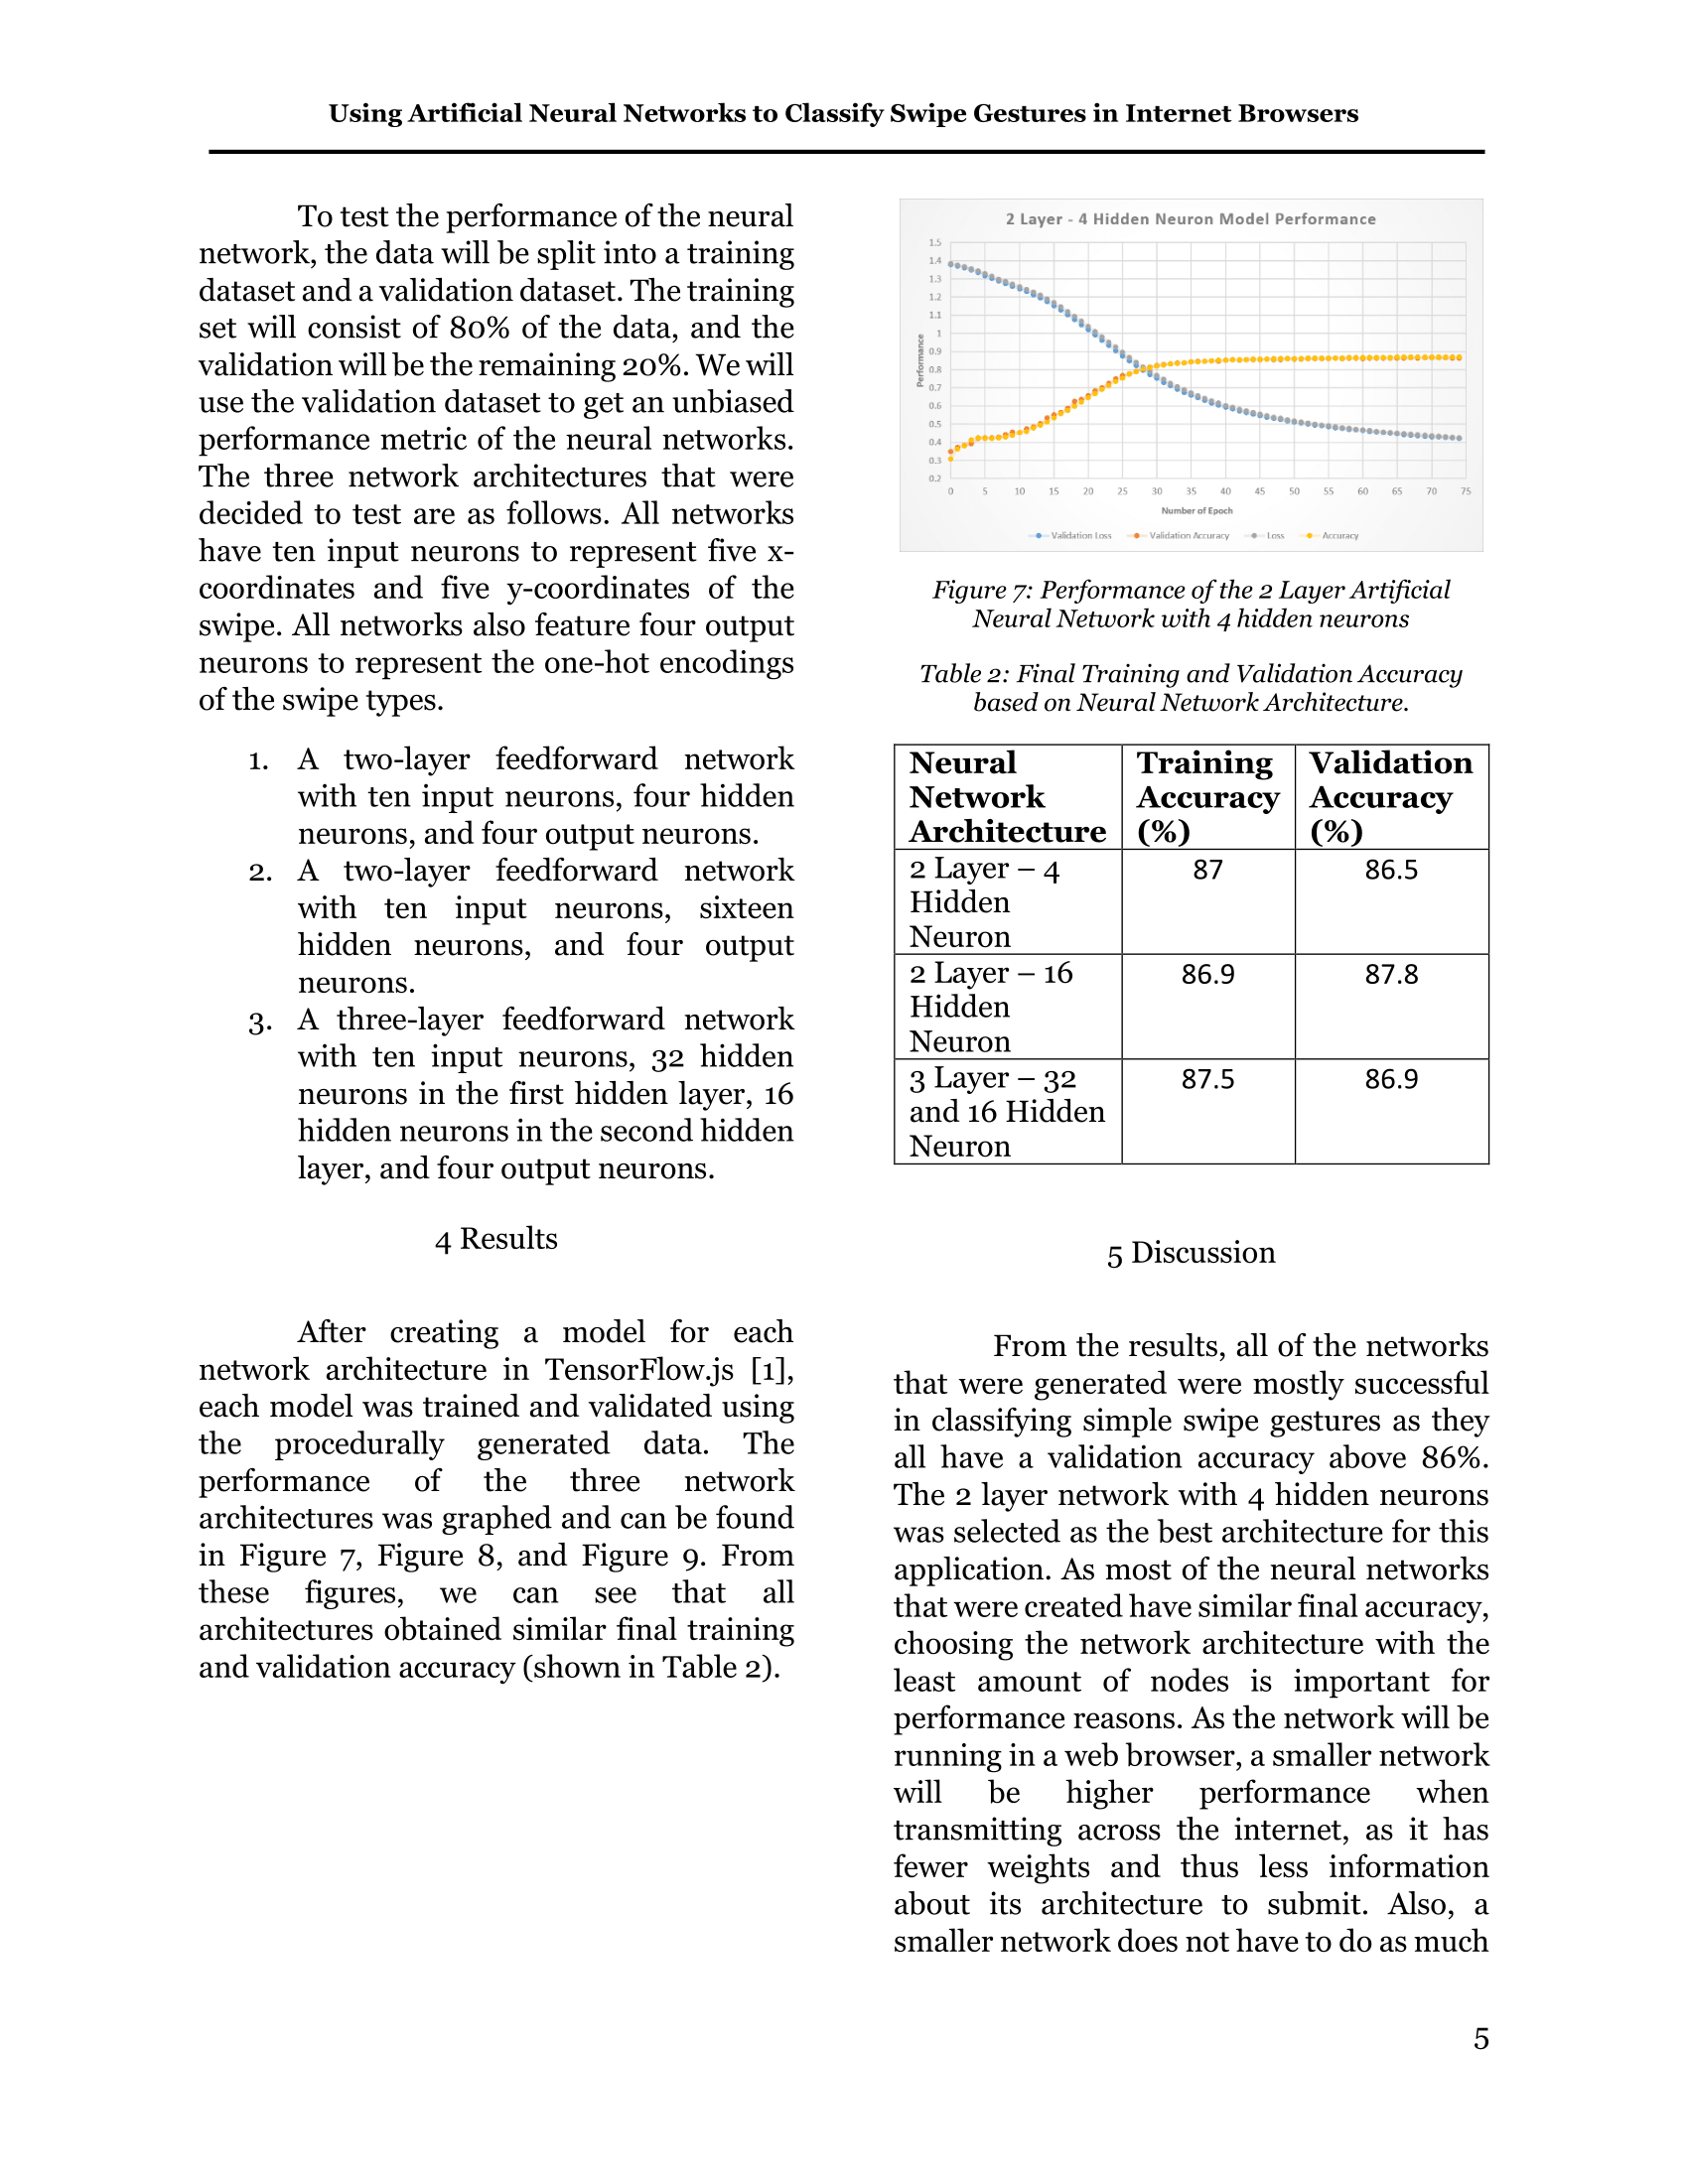 Using Artificial Neural Networks to Classify Swipe Gestures in Internet Browsers
To test the performance of the neural
network, the data will be split into a training
dataset and a validation dataset. The training
set will consist of 80% of the data, and the
validation will be the remaining 20%. We will
use the validation dataset to get an unbiased
performance metric of the neural networks.
The three network architectures that were
decided to test are as follows. All networks
have ten input neurons to represent five x-
coordinates and five y-coordinates of the
swipe. All networks also feature four output
neurons to represent the one-hot encodings
of the swipe types.
1. A two-layer feedforward network
with ten input neurons, four hidden
neurons, and four output neurons.
2. A two-layer feedforward network
with ten input neurons, sixteen
hidden neurons, and four output
neurons.
3. A three-layer feedforward network
with ten input neurons, 32 hidden
neurons in the first hidden layer, 16
hidden neurons in the second hidden
layer, and four output neurons.
4 Results
After creating a model for each
network architecture in TensorFlow.js [1],
each model was trained and validated using
the procedurally generated data. The
performance of the three network
architectures was graphed and can be found
in Figure 7, Figure 8, and Figure 9. From
these figures, we can see that all
architectures obtained similar final training
and validation accuracy (shown in Table 2).
2 Layer - 4 Hidden Neuron Model Performance
1.5
1.4
1.3
1.2
1.1
1
0.9
0.8
0.7
0.6
0.5
0.4
0.3
0.2
Performance
0 5 10 15 20 25 30 35 40 45 50 55 60 65 70 75
Number of Epoch
Validation Loss Validation Accuracy Loss Accuracy
Figure 7: Performance of the 2 Layer Artificial
Neural Network with 4 hidden neurons
Table 2: Final Training and Validation Accuracy
based on Neural Network Architecture.
Neural Training Validation
Network Accuracy Accuracy
Architecture (%) (%)
2 Layer – 4 87 86.5
Hidden
Neuron
2 Layer – 16 86.9 87.8
Hidden
Neuron
3 Layer – 32 87.5 86.9
and 16 Hidden
Neuron
5 Discussion
From the results, all of the networks
that were generated were mostly successful
in classifying simple swipe gestures as they
all have a validation accuracy above 86%.
The 2 layer network with 4 hidden neurons
was selected as the best architecture for this
application. As most of the neural networks
that were created have similar final accuracy,
choosing the network architecture with the
least amount of nodes is important for
performance reasons. As the network will be
running in a web browser, a smaller network
will be higher performance when
transmitting across the internet, as it has
fewer weights and thus less information
about its architecture to submit. Also, a
smaller network does not have to do as much
5